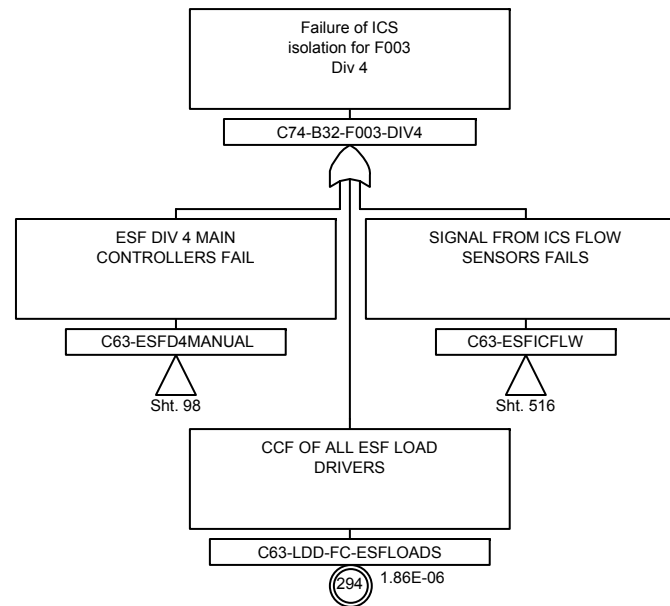 Failure of ICS
isolation for F003
Div 4
C74-B32-F003-DIV4
ESF DIV 4 MAIN
CONTROLLERS FAIL
C63-ESFD4MANUAL
Sht. 98
SIGNAL FROM ICS FLOW
SENSORS FAILS
C63-ESFICFLW
Sht. 516
CCF OF ALL ESF LOAD
DRIVERS
C63-LDD-FC-ESFLOADS
294
1.86E-06